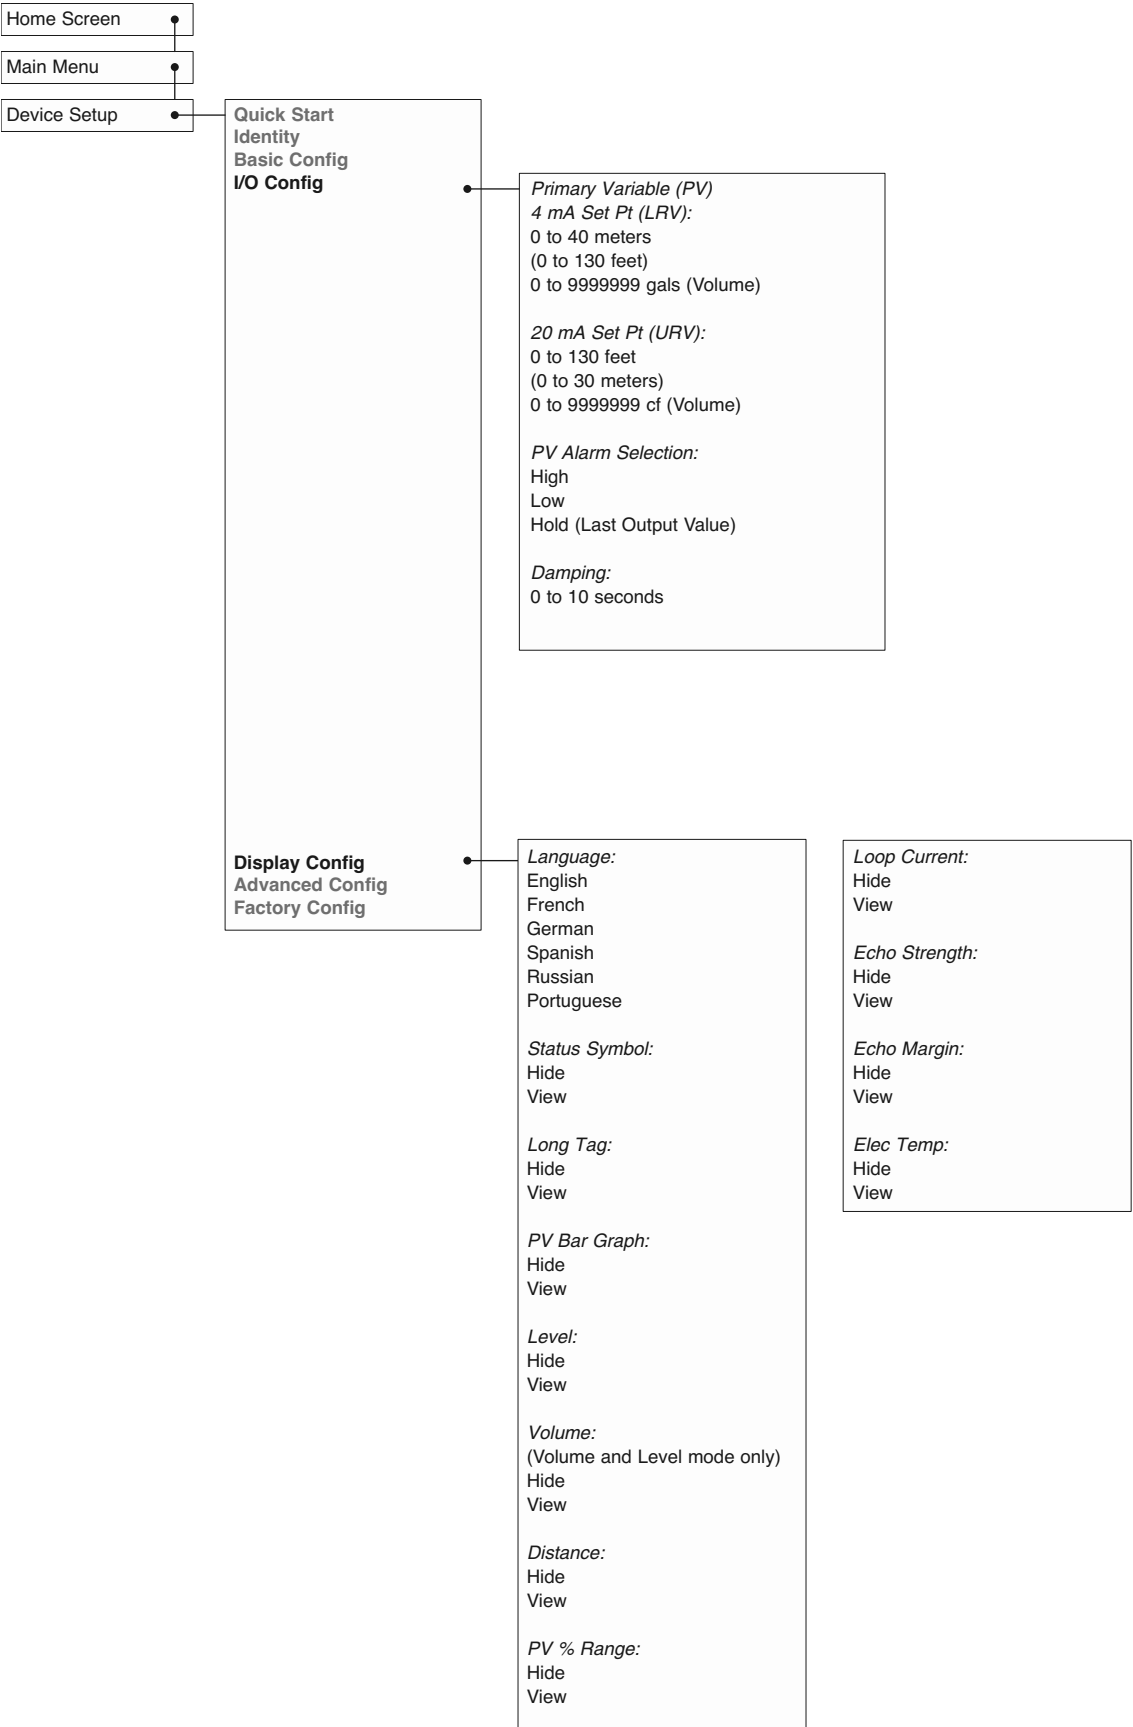 Home Screen
Main Menu
Device Setup
Quick Start
Identity
Basic Config
I/O Config
Primary Variable (PV)
4 mA Set Pt (LRV):
0 to 40 meters
(0 to 130 feet)
0 to 9999999 gals (Volume)
20 mA Set Pt (URV):
0 to 130 feet
(0 to 30 meters)
0 to 9999999 cf (Volume)
PV Alarm Selection:
High
Low
Hold (Last Output Value)
Damping:
0 to 10 seconds
Display Config
Advanced Config
Factory Config
Language:
English
French
German
Spanish
Russian
Portuguese
Status Symbol:
Hide
View
Long Tag:
Hide
View
PV Bar Graph:
Hide
View
Level:
Hide
View
Volume:
(Volume and Level mode only)
Hide
View
Distance:
Hide
View
PV % Range:
Hide
View
Loop Current:
Hide
View
Echo Strength:
Hide
View
Echo Margin:
Hide
View
Elec Temp:
Hide
View